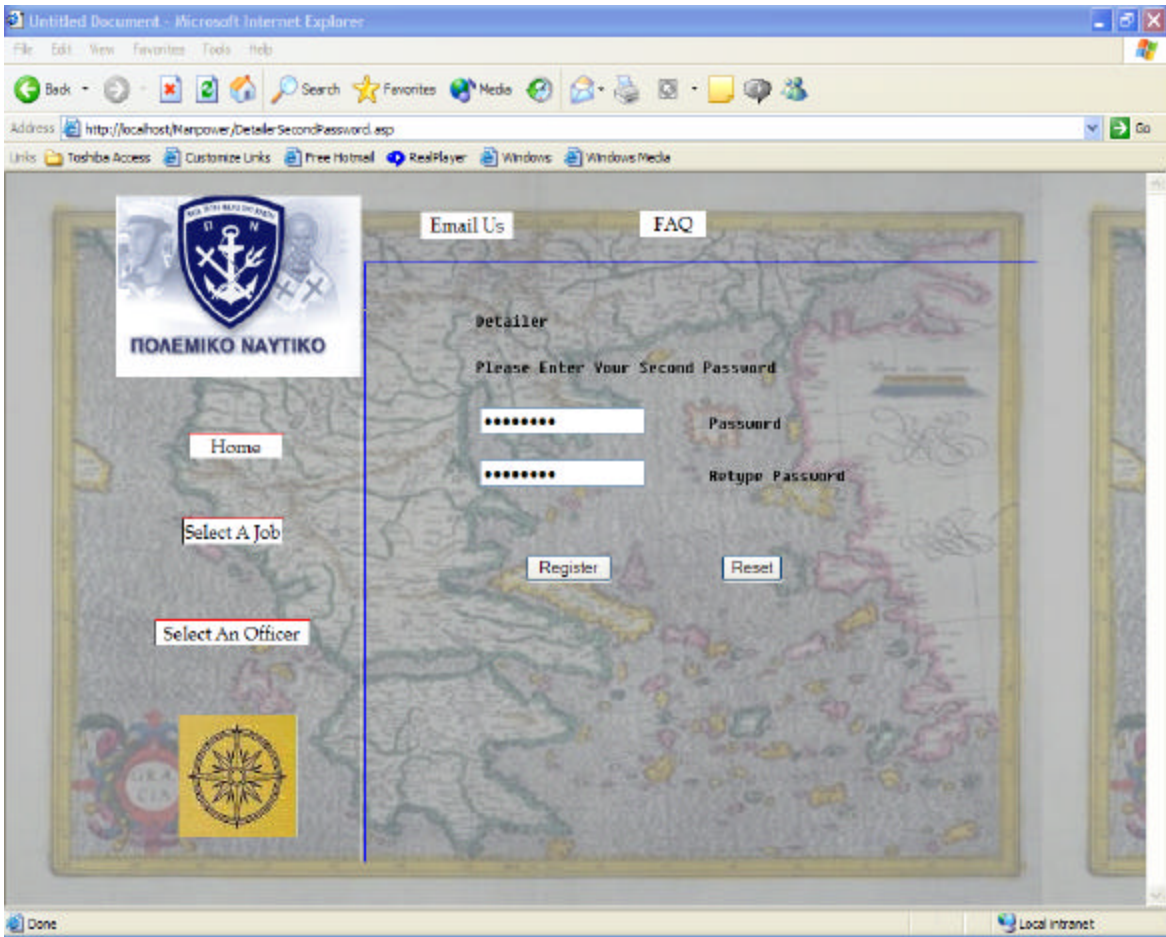 Untitled Document - Microsoft Internet Explorer
File Edit View Favorites Tools Help
Back Search Favorites Media
Address http://localhost/Manpower/DetailerSecondPassword.asp Go
Links Toshiba Access Customize Links Free Hotmail RealPlayer Windows Windows Media
Π Ν
ΠΟΛΕΜΙΚΟ ΝΑΥΤΙΚΟ
Email Us FAQ
Detailer
Please Enter Your Second Password
Password
Retype Password
Register Reset
Home
Select A Job
Select An Officer
GRÆ
CIA
Done Local intranet